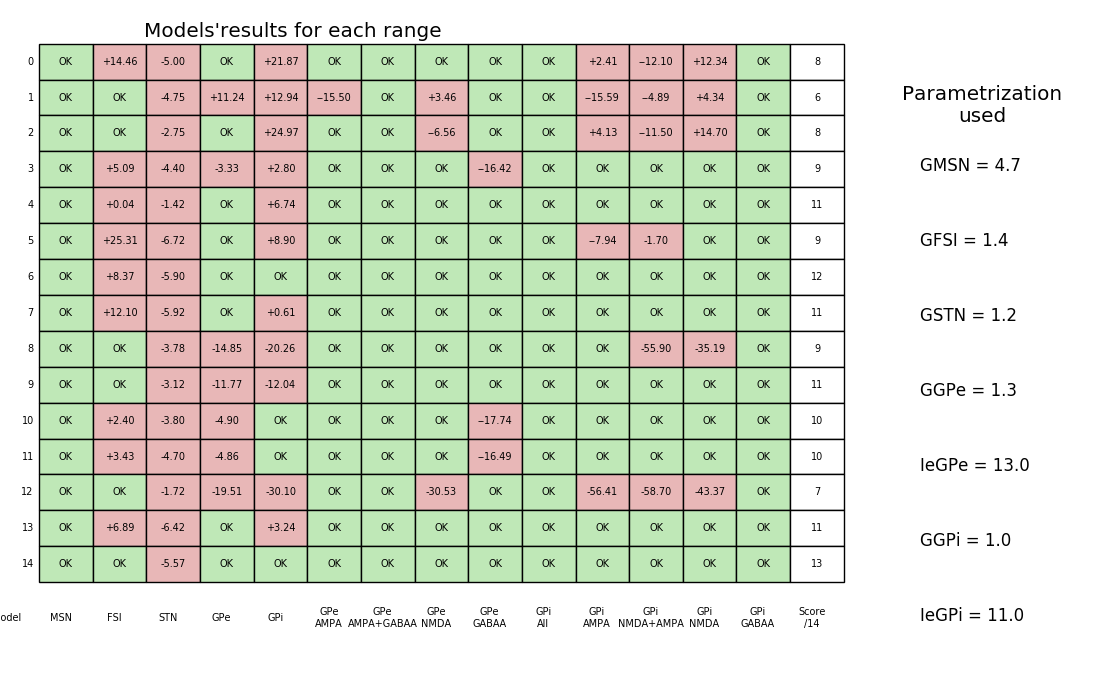 Models'results for each range
0 OK +14.46 -5.00 OK +21.87 OK OK OK OK OK +2.41 −12.10 +12.34 OK 8
1 OK OK -4.75 +11.24 +12.94 −15.50 OK +3.46 OK OK −15.59 −4.89 +4.34 OK 6
2 OK OK -2.75 OK +24.97 OK OK −6.56 OK OK +4.13 −11.50 +14.70 OK 8
3 OK +5.09 -4.40 -3.33 +2.80 OK OK OK −16.42 OK OK OK OK OK 9
4 OK +0.04 -1.42 OK +6.74 OK OK OK OK OK OK OK OK OK 11
5 OK +25.31 -6.72 OK +8.90 OK OK OK OK OK −7.94 -1.70 OK OK 9
6 OK +8.37 -5.90 OK OK OK OK OK OK OK OK OK OK OK 12
7 OK +12.10 -5.92 OK +0.61 OK OK OK OK OK OK OK OK OK 11
8 OK OK -3.78 -14.85 -20.26 OK OK OK OK OK OK -55.90 -35.19 OK 9
9 OK OK -3.12 -11.77 -12.04 OK OK OK OK OK OK OK OK OK 11
10 OK +2.40 -3.80 -4.90 OK OK OK OK −17.74 OK OK OK OK OK 10
11 OK +3.43 -4.70 -4.86 OK OK OK OK −16.49 OK OK OK OK OK 10
12 OK OK -1.72 -19.51 -30.10 OK OK -30.53 OK OK -56.41 -58.70 -43.37 OK 7
13 OK +6.89 -6.42 OK +3.24 OK OK OK OK OK OK OK OK OK 11
14 OK OK -5.57 OK OK OK OK OK OK OK OK OK OK OK 13
odel MSN FSI STN GPe GPi GPe GPe GPe GPe GPi GPi GPi GPi GPi Score
AMPA AMPA+GABAA NMDA GABAA All AMPA NMDA+AMPA NMDA GABAA /14
Parametrization
used
GMSN = 4.7
GFSI = 1.4
GSTN = 1.2
GGPe = 1.3
IeGPe = 13.0
GGPi = 1.0
IeGPi = 11.0